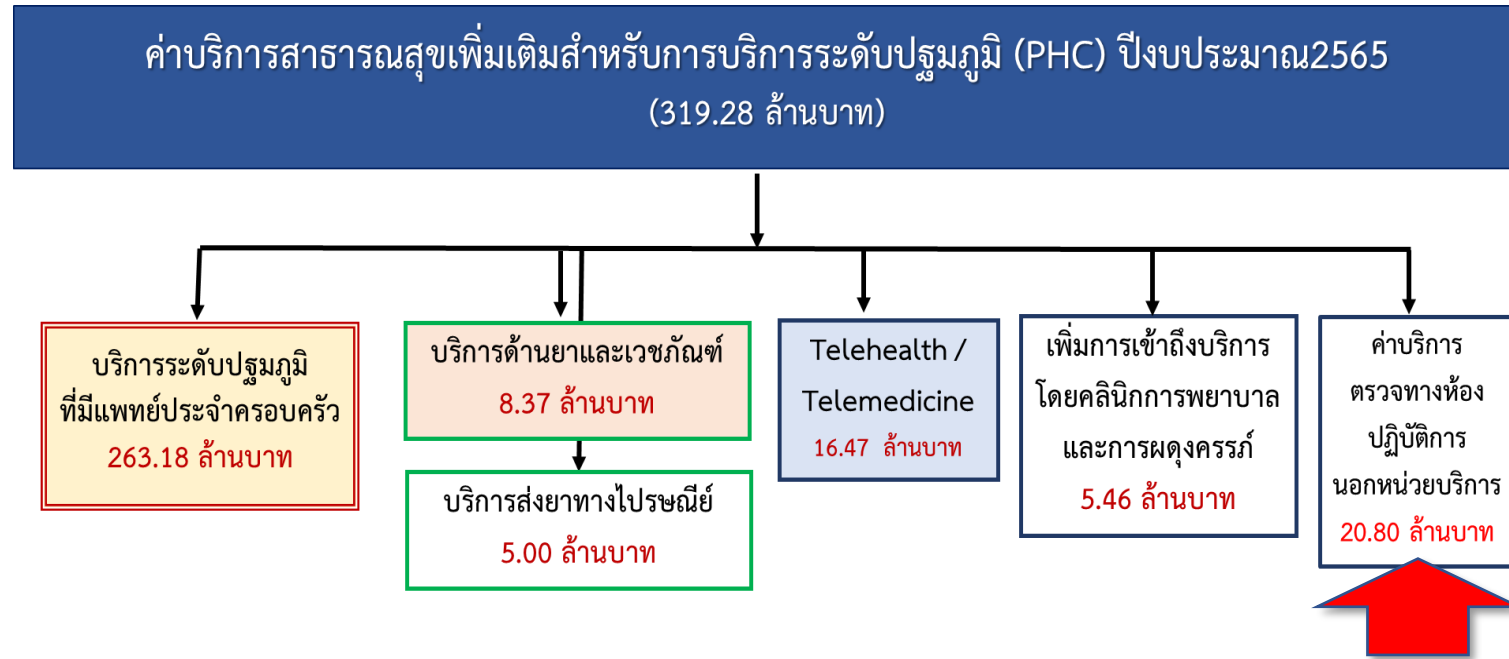 ค่าบริการสาธารณสุขเพิ่มเติมสำหรับการบริการระดับปฐมภูมิ (PHC) ปีงบประมาณ2565
(319.28 ล้านบาท)
บริการระดับปฐมภูมิ
ที่มีแพทย์ประจำครอบครัว
263.18 ล้านบาท
บริการด้านยาและเวชภัณฑ์
8.37 ล้านบาท
บริการส่งยาทางไปรษณีย์
5.00 ล้านบาท
Telehealth /
Telemedicine
16.47 ล้านบาท
เพิ่มการเข้าถึงบริการ
โดยคลินิกการพยาบาล
และการผดุงครรภ์
5.46 ล้านบาท
ค่าบริการ
ตรวจทางห้อง
ปฏิบัติการ
นอกหน่วยบริการ
20.80 ล้านบาท